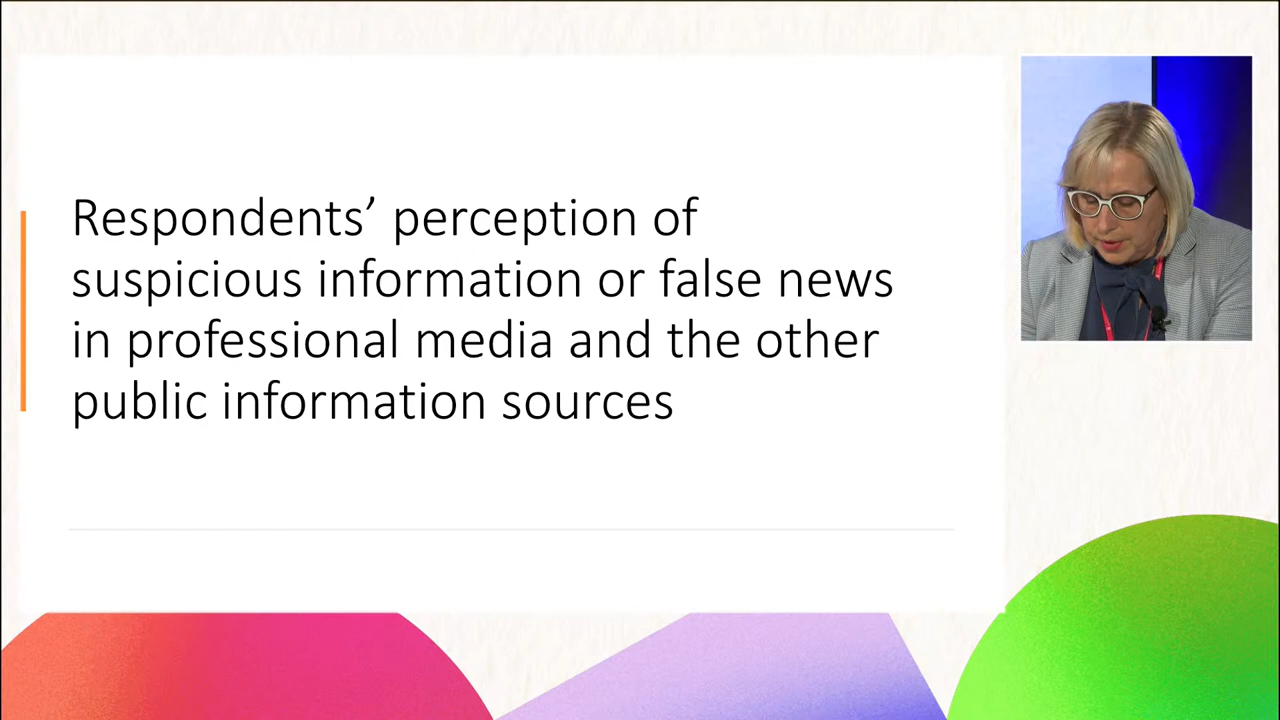 Respondents’ perception of
suspicious information or false news
in professional media and the other
public information sources